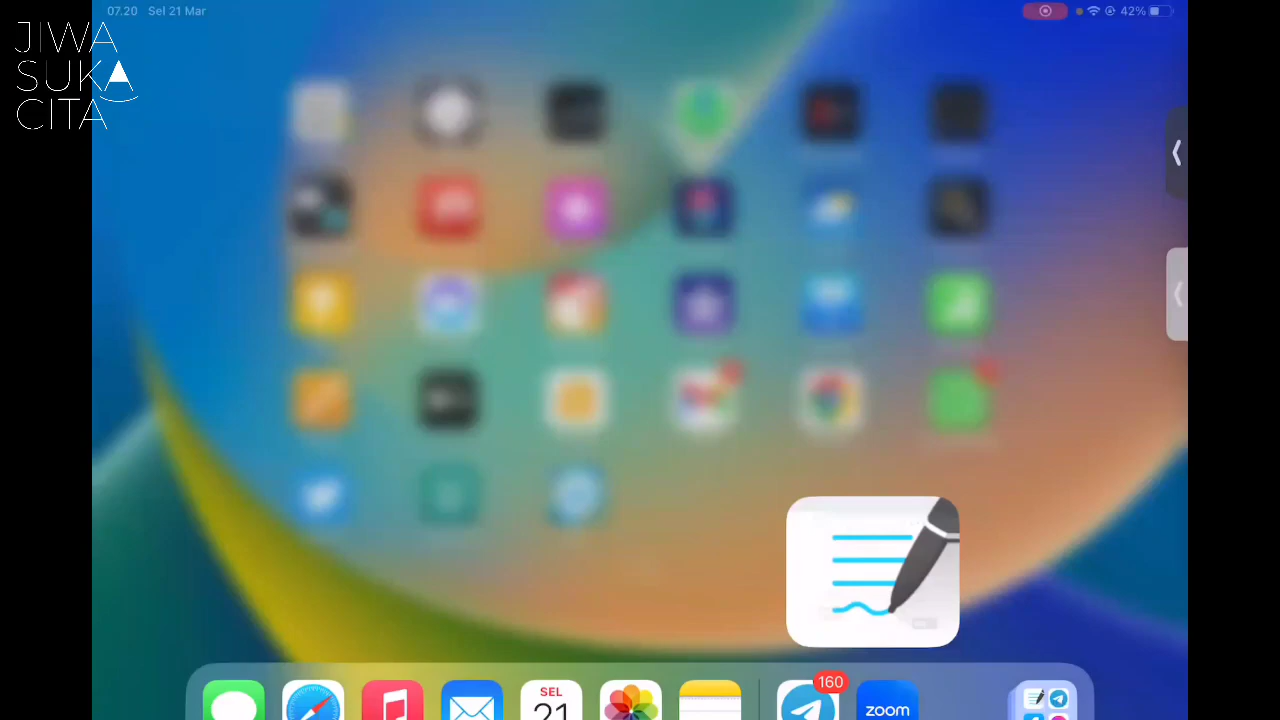 07.20 Sel 21 Mar
42%
JIWA
SUKA
CITA
SEL
21
160
zoom